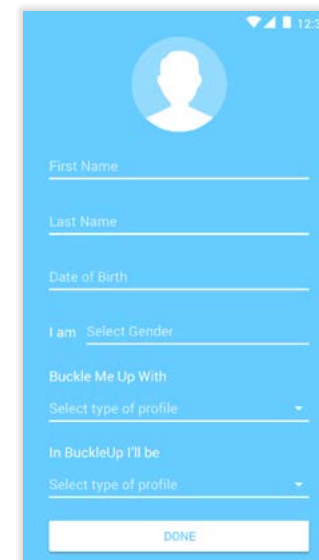 12:3
First Name
Last Name
Date of Birth
I am Select Gender
Buckle Me Up With
Select type of profile
In BuckleUp I'll be
Select type of profile
DONE